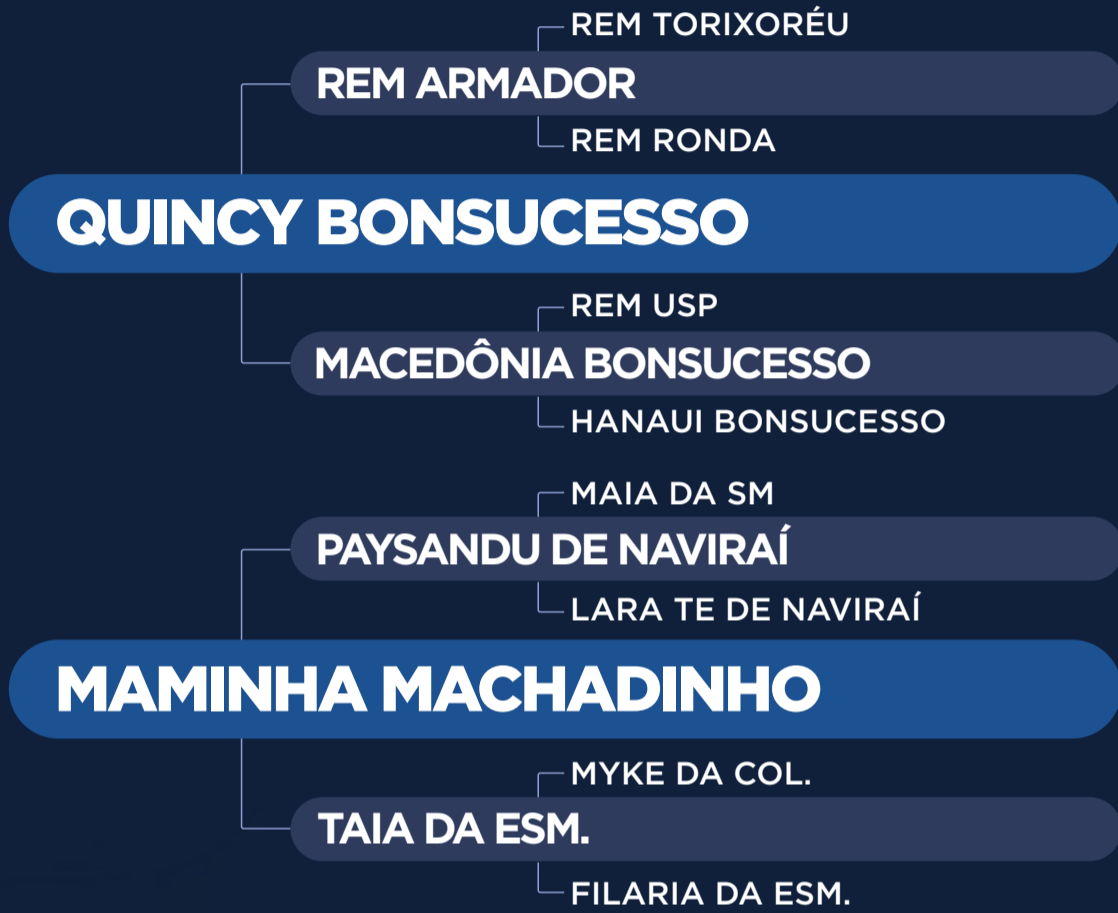 REM TORIXORÉU
REM ARMADOR
REM RONDA
QUINCY BONSUCESSO
REM USP
MACEDÔNIA BONSUCESSO
HANAUI BONSUCESSO
MAIA DA SM
PAYSANDU DE NAVIRAÍ
LARA TE DE NAVIRAÍ
MAMINHA MACHADINHO
MYKE DA COL.
TAIA DA ESM.
FILARIA DA ESM.